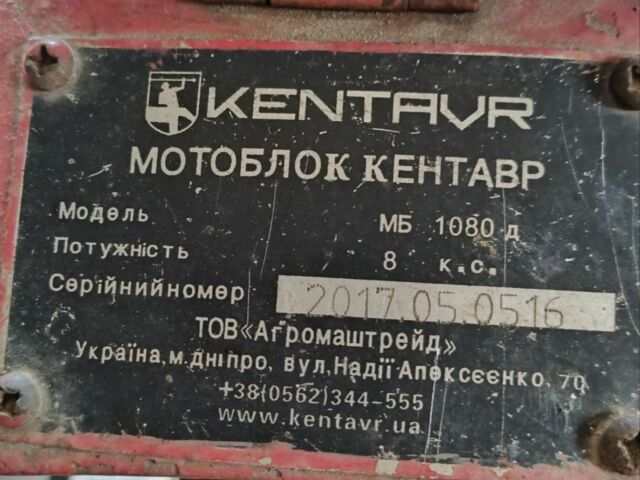 KENTAVR
МОТОБЛОК КЕНТАВР
Модель МБ 1080 д
Потужність 8 к.с.
Серійний номер 2017.05.0516
ТОВ «Агромаштрейд»
Україна, м. дніпро, вул. Надії Алексєєнко, 70
+38(0562)344-555
www.kentavr.ua